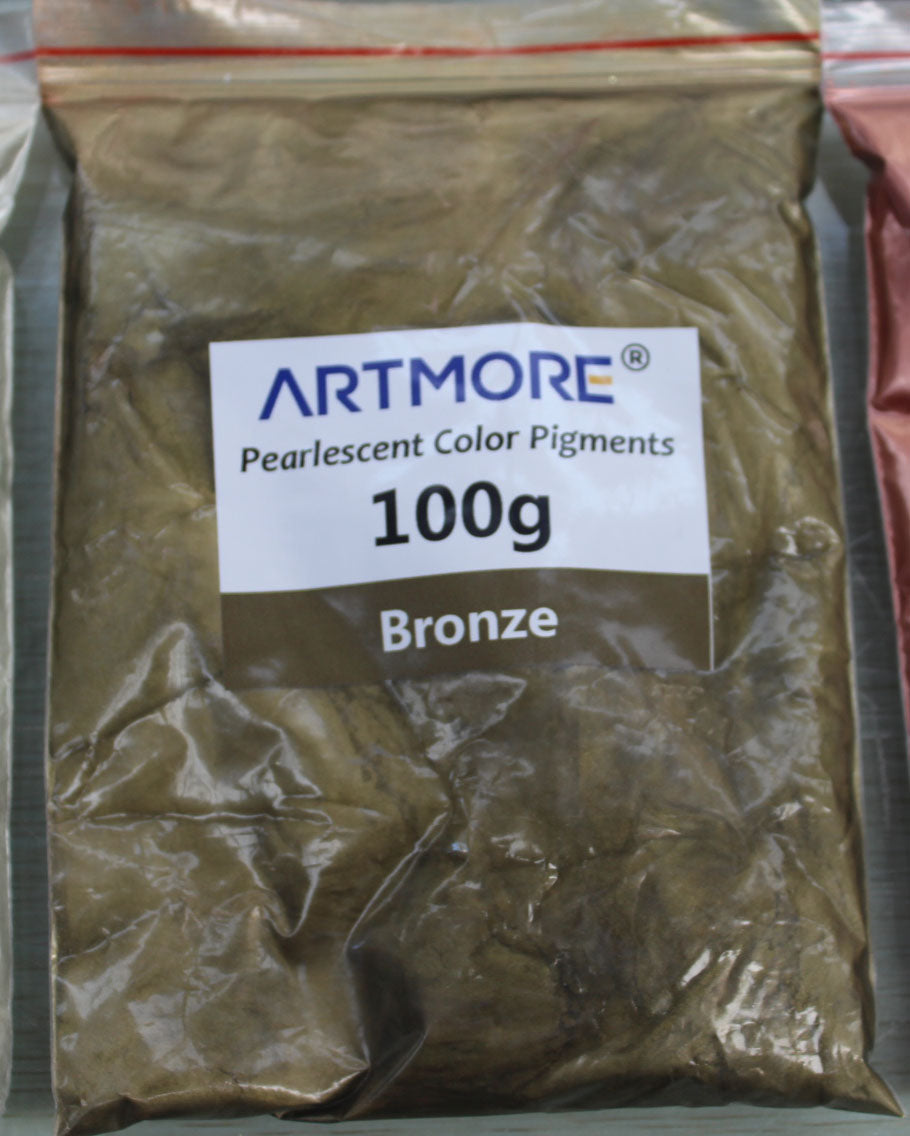 ARTMORE®
Pearlescent Color Pigments
100g
Bronze